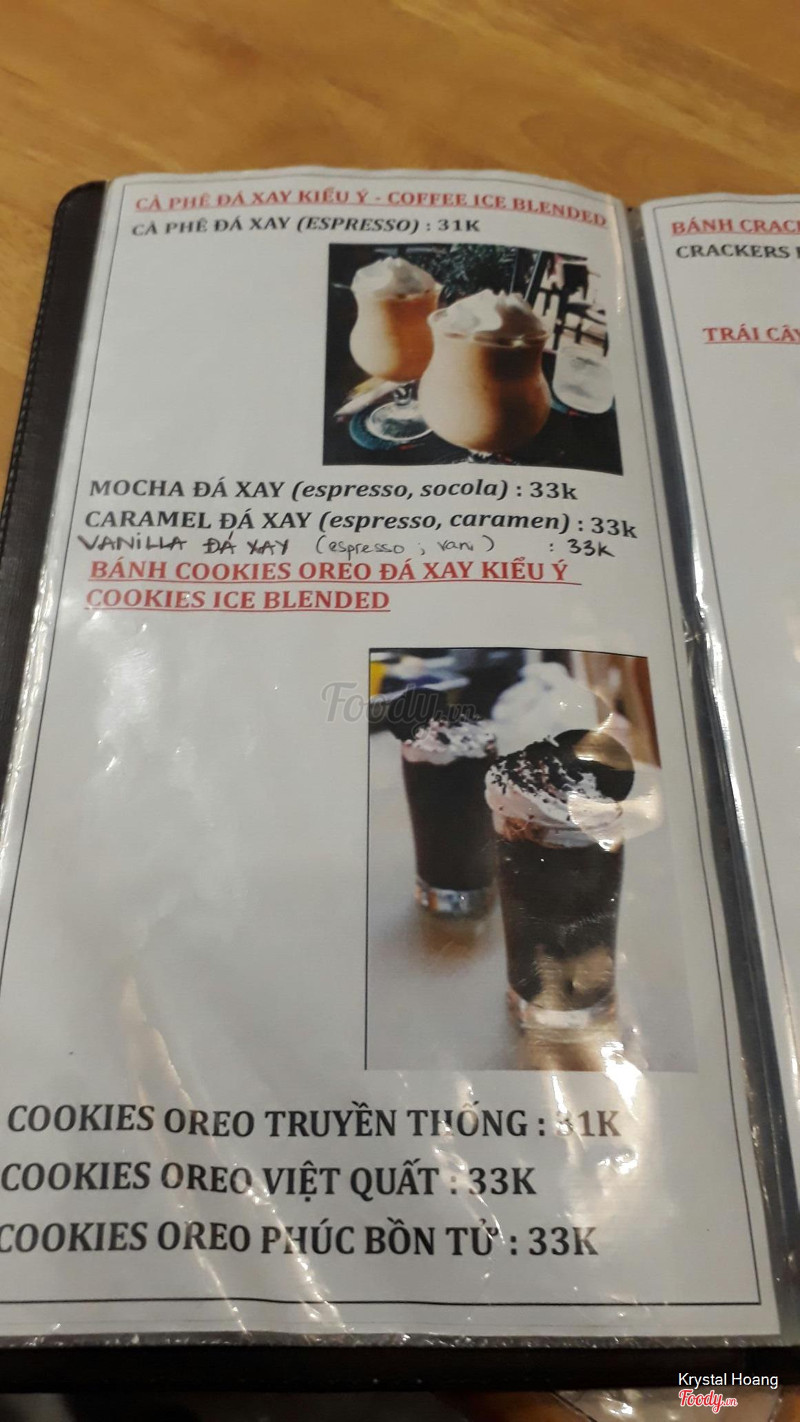 CÀ PHÊ ĐÁ XAY KIỂU Ý - COFFEE ICE BLENDED
CÀ PHÊ ĐÁ XAY (ESPRESSO) : 31K
MOCHA ĐÁ XAY (espresso, socola) : 33k
CARAMEL ĐÁ XAY (espresso, caramen) : 33k
VANILLA ĐÁ XAY (espresso ; vani) : 33K
BÁNH COOKIES OREO ĐÁ XAY KIỂU Ý
COOKIES ICE BLENDED
Foody.vn
COOKIES OREO TRUYỀN THỐNG : 31K
COOKIES OREO VIỆT QUẤT : 33K
COOKIES OREO PHÚC BỒN TỬ : 33K
BÁNH CRAC
CRACKERS
TRÁI CÂY
Krystal Hoang
Foody.vn